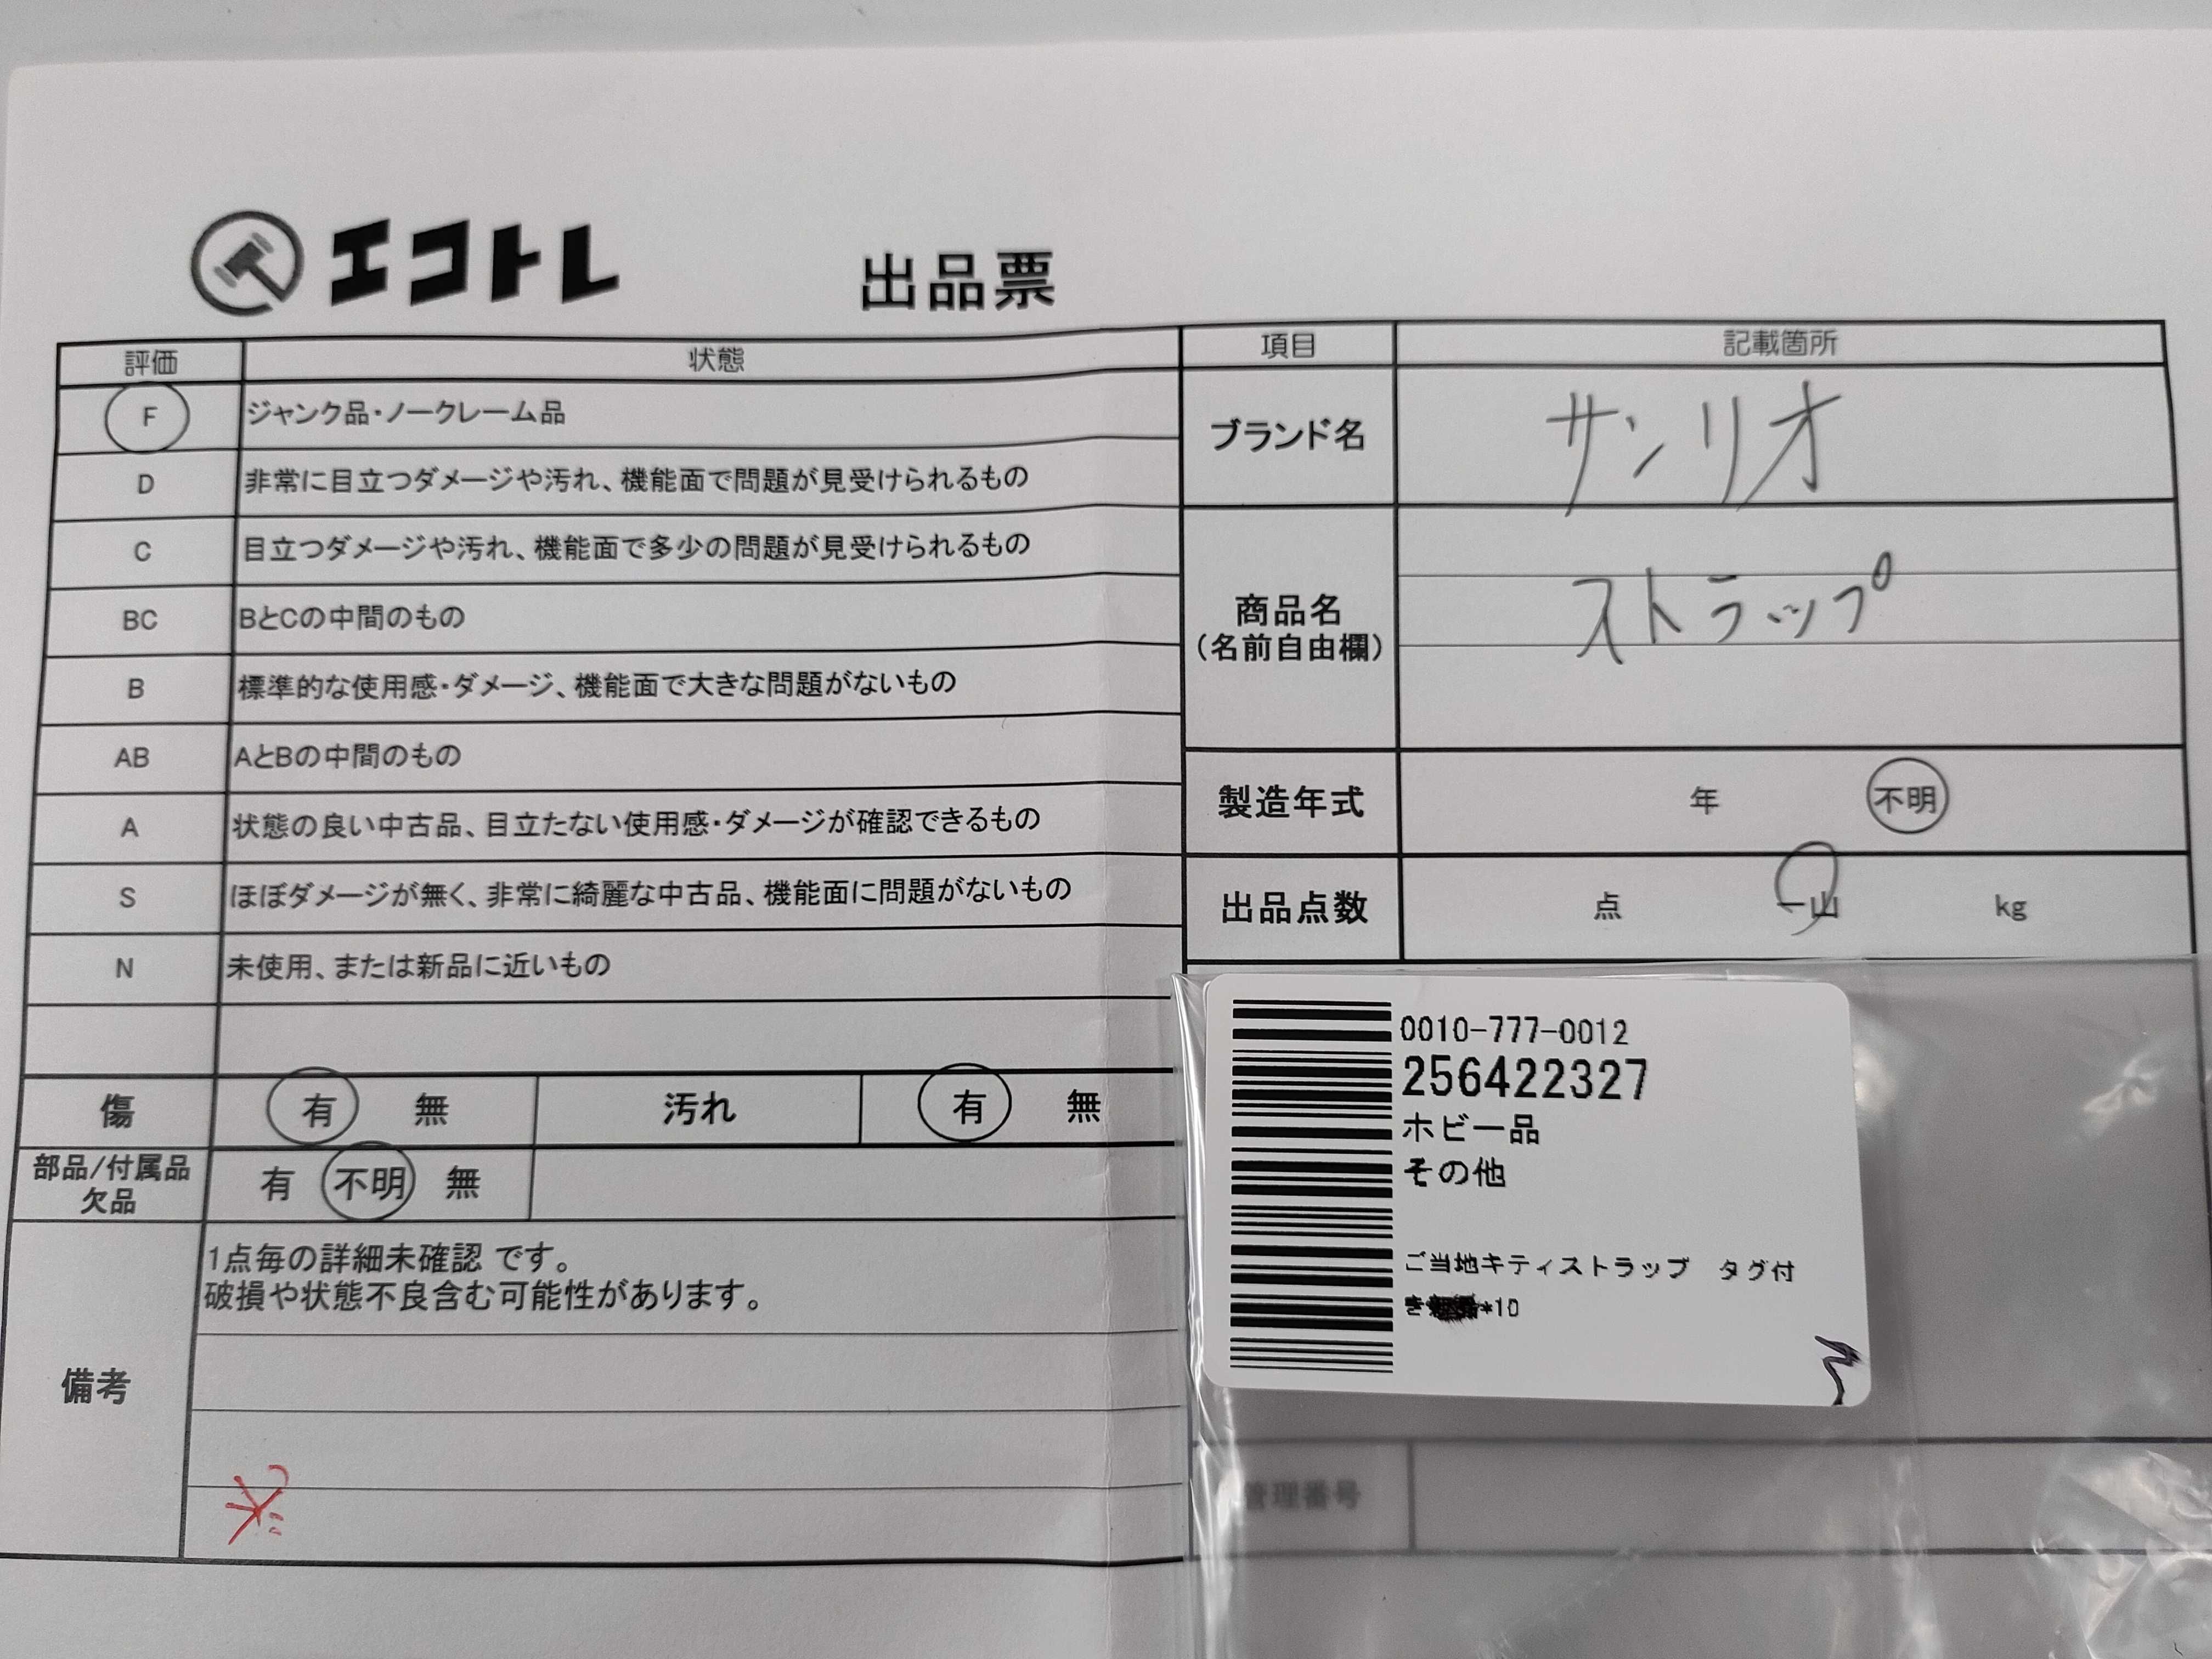 エコトレ
出品票
評価 状態
F ジャンク品・ノークレーム品
D 非常に目立つダメージや汚れ、機能面で問題が見受けられるもの
C 目立つダメージや汚れ、機能面で多少の問題が見受けられるもの
BC BとCの中間のもの
B 標準的な使用感・ダメージ、機能面で大きな問題がないもの
AB AとBの中間のもの
A 状態の良い中古品、目立たない使用感・ダメージが確認できるもの
S ほぼダメージが無く、非常に綺麗な中古品、機能面に問題がないもの
N 未使用、または新品に近いもの
傷 有 無 汚れ 有 無
部品/付属品
欠品
有 不明 無
備考
1点毎の詳細未確認 です。
破損や状態不良含む可能性があります。
項目 記載箇所
ブランド名 サンリオ
商品名
(名前自由欄)
ストラップ
製造年式 年 不明
出品点数 点 一山 kg
0010-777-0012
256422327
ホビー品
その他
ご当地キティストラップ タグ付
き*10
管理番号